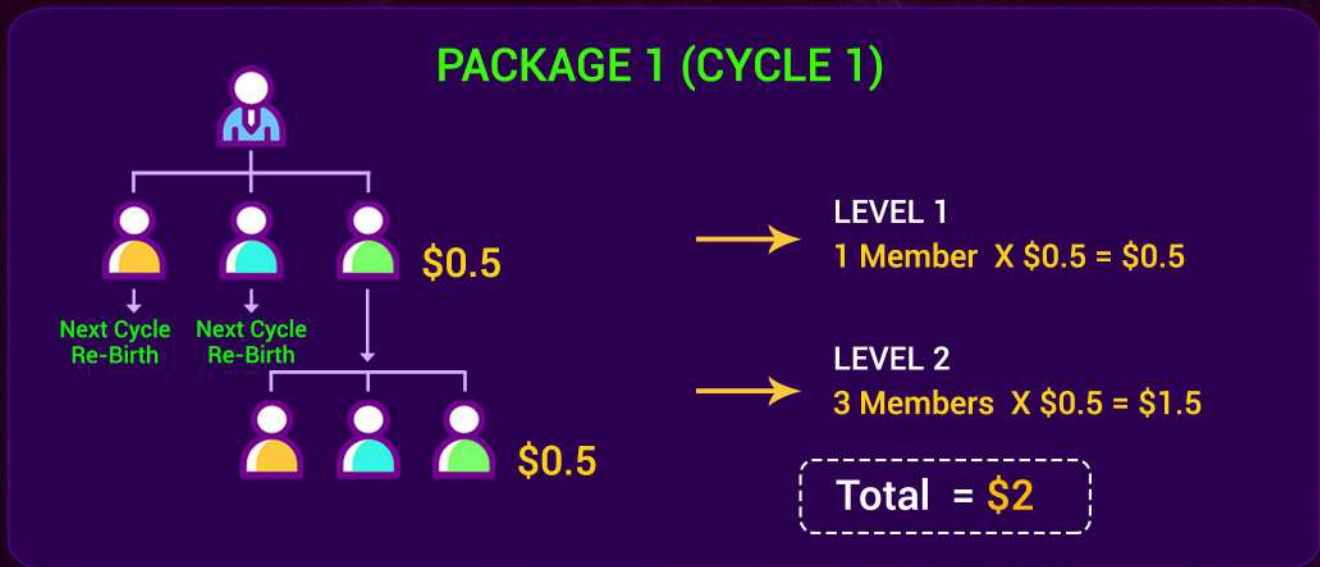 PACKAGE 1 (CYCLE 1)
$0.5
Next Cycle
Re-Birth
Next Cycle
Re-Birth
$0.5
LEVEL 1
1 Member X $0.5 = $0.5
LEVEL 2
3 Members X $0.5 = $1.5
Total = $2